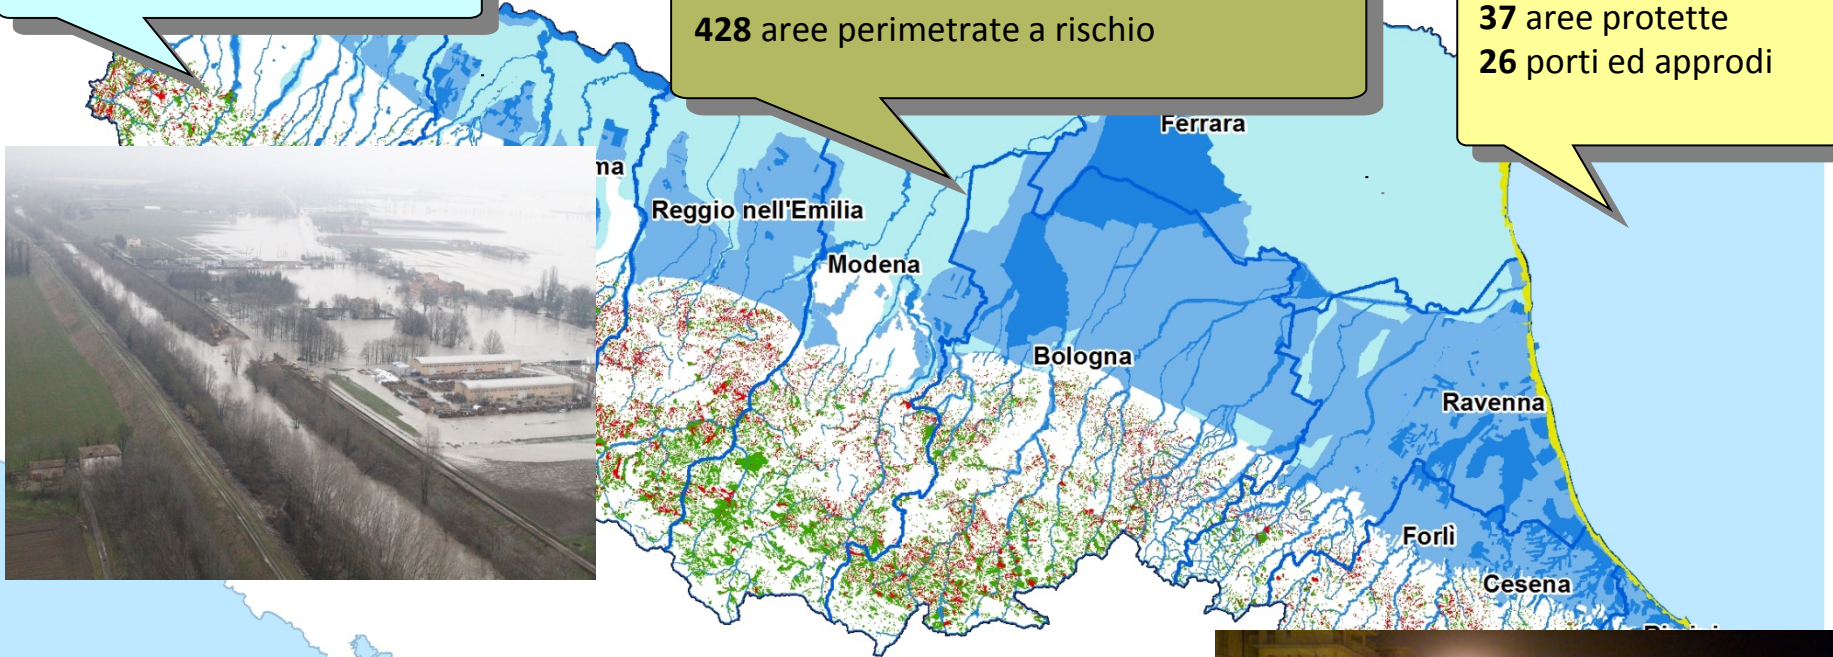 428 aree perimetrate a rischio
37 aree protette
26 porti ed approdi
Ferrara
ma
Reggio nell'Emilia
Modena
Bologna
Ravenna
Forlì
Cesena